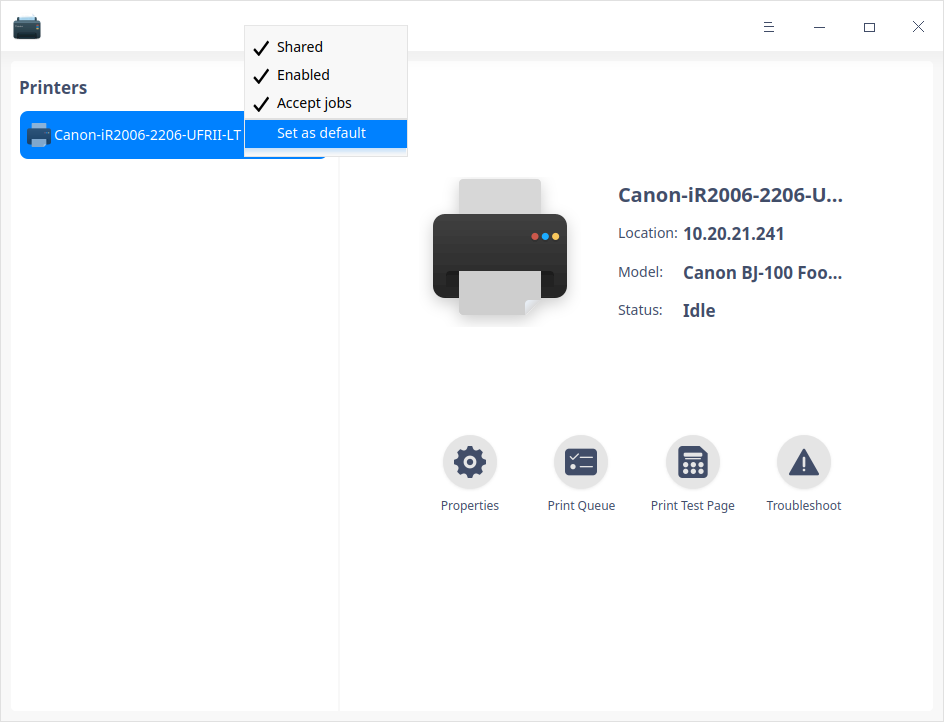 Shared
Enabled
Accept jobs
Set as default
Printers
Canon-iR2006-2206-UFRII-LT
Canon-iR2006-2206-U...
Location: 10.20.21.241
Model: Canon BJ-100 Foo...
Status: Idle
Properties
Print Queue
Print Test Page
Troubleshoot